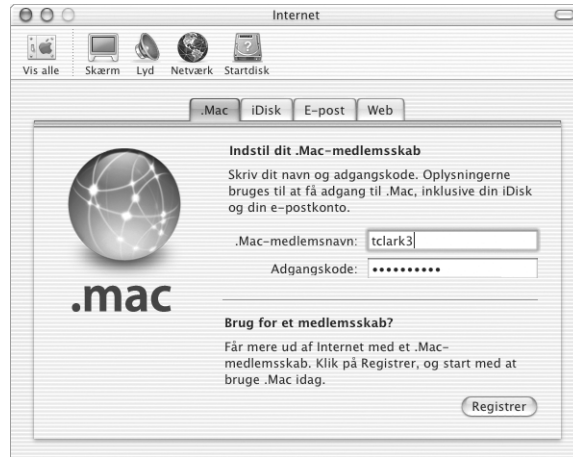 Internet
Vis alle Skærm Lyd Netværk Startdisk
.Mac iDisk E-post Web
Indstil dit .Mac-medlemsskab
Skriv dit navn og adgangskode. Oplysningerne
bruges til at få adgang til .Mac, inklusive din iDisk
og din e-postkonto.
.Mac-medlemsnavn: tclark3
Adgangskode: ••••••••••
.mac
Brug for et medlemsskab?
Får mere ud af Internet med et .Mac-
medlemsskab. Klik på Registrer, og start med at
bruge .Mac idag.
Registrer